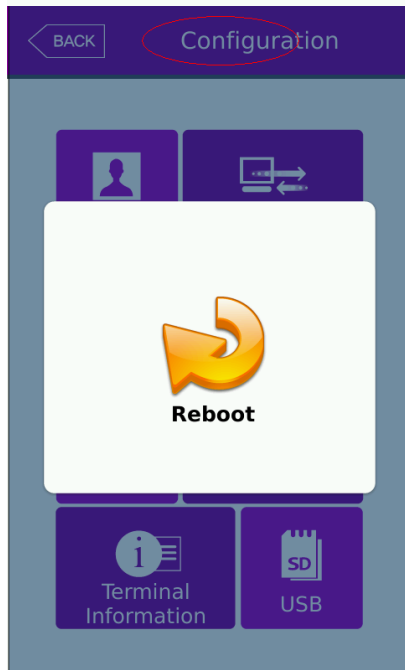 BACK
Configuration
Reboot
i
Terminal
Information
SD
USB